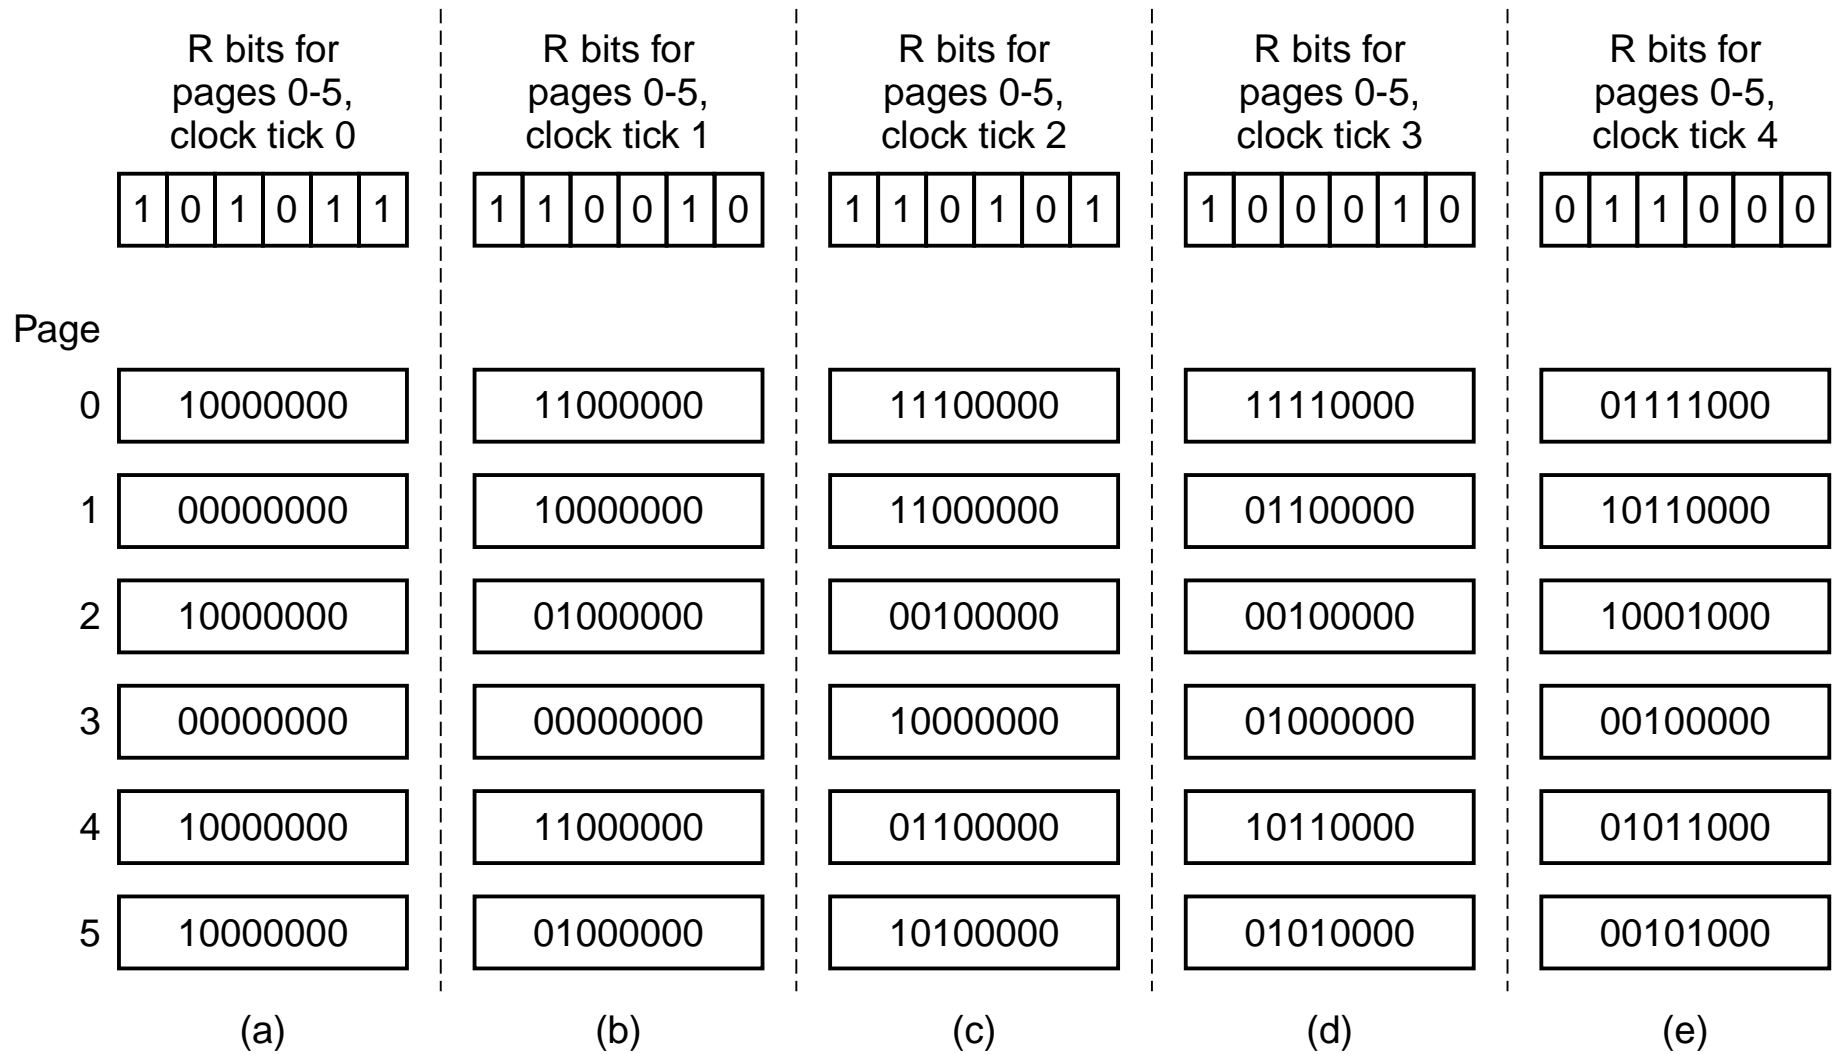 R bits for
pages 0-5,
clock tick 0
R bits for
pages 0-5,
clock tick 1
R bits for
pages 0-5,
clock tick 2
R bits for
pages 0-5,
clock tick 3
R bits for
pages 0-5,
clock tick 4
1 0 1 0 1 1
1 1 0 0 1 0
1 1 0 1 0 1
1 0 0 0 1 0
0 1 1 0 0 0
Page
0 10000000 11000000 11100000 11110000 01111000
1 00000000 10000000 11000000 01100000 10110000
2 10000000 01000000 00100000 00100000 10001000
3 00000000 00000000 10000000 01000000 00100000
4 10000000 11000000 01100000 10110000 01011000
5 10000000 01000000 10100000 01010000 00101000
(a) (b) (c) (d) (e)